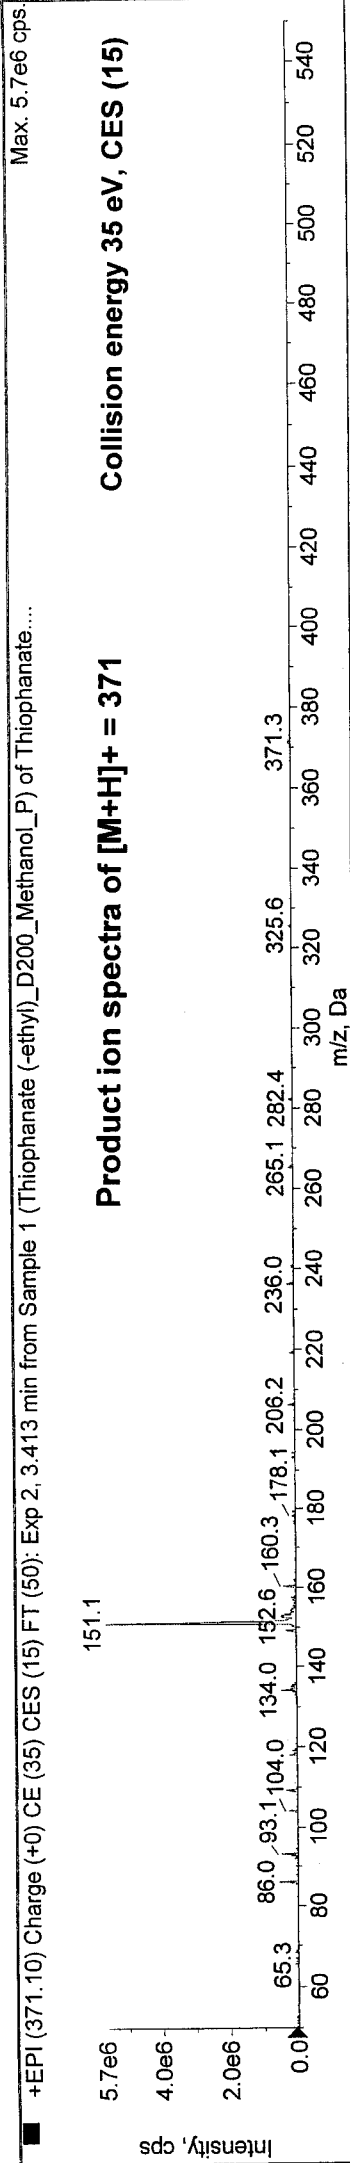 +EPI (371.10) Charge (+0) CE (35) CES (15) FT (50): Exp 2, 3.413 min from Sample 1 (Thiophanate (-ethyl)_D200_Methanol_P) of Thiophanate....
Max. 5.7e6 cps.
Product ion spectra of [M+H]+ = 371
Collision energy 35 eV, CES (15)
Intensity, cps
5.7e6
4.0e6
2.0e6
0.0
65.3
86.0
93.1
104.0
134.0
151.1
152.6
160.3
178.1
206.2
236.0
265.1
282.4
325.6
371.3
60 80 100 120 140 160 180 200 220 240 260 280 300 320 340 360 380 400 420 440 460 480 500 520 540
m/z, Da